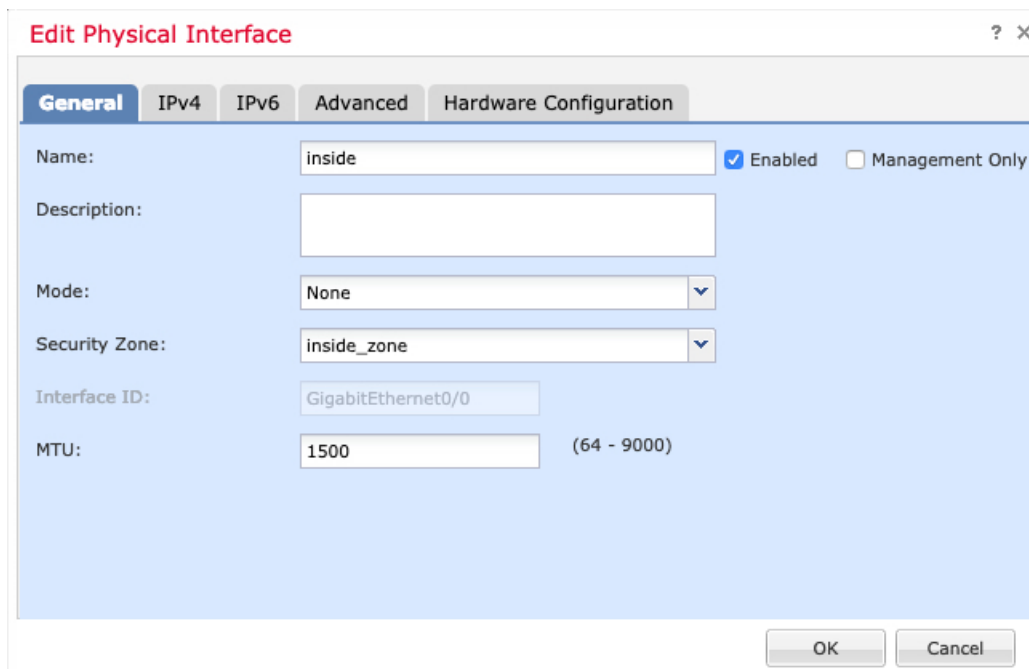 Edit Physical Interface ? ×
General IPv4 IPv6 Advanced Hardware Configuration
Name: inside Enabled Management Only
Description:
Mode: None
Security Zone: inside_zone
Interface ID: GigabitEthernet0/0
MTU: 1500 (64 - 9000)
OK Cancel